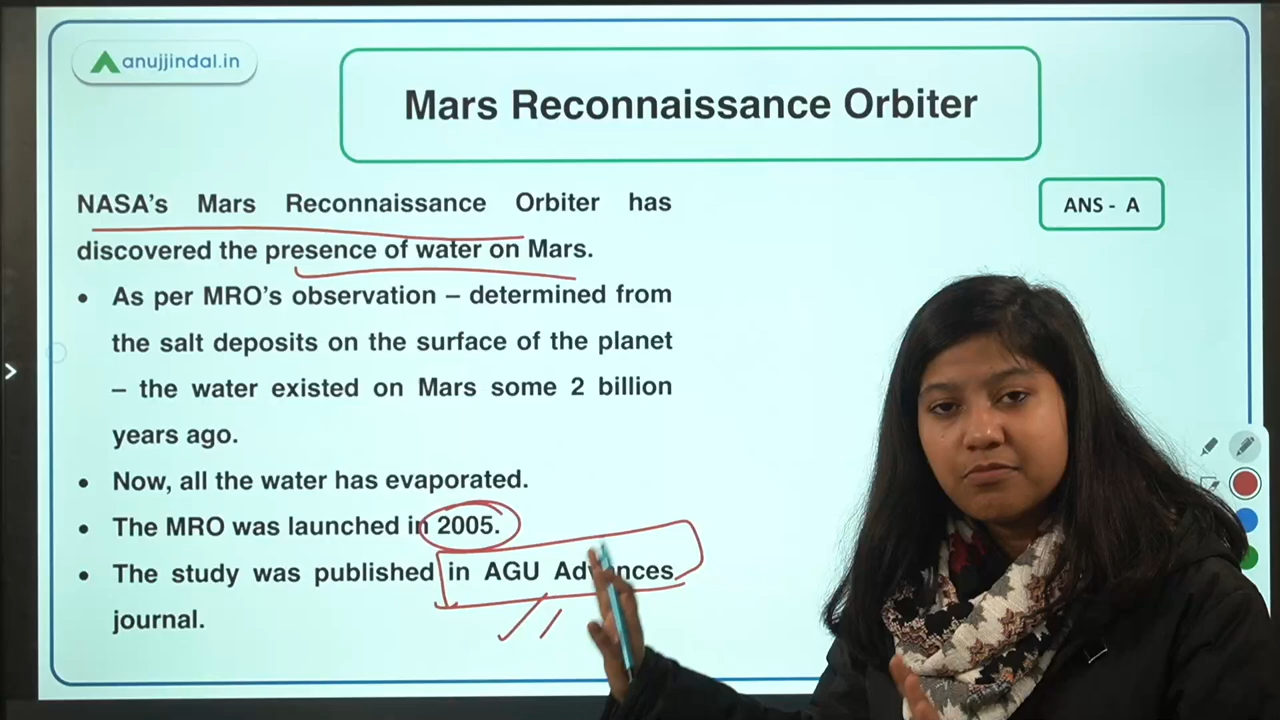 anujjindal.in
Mars Reconnaissance Orbiter
NASA's Mars Reconnaissance Orbiter has
discovered the presence of water on Mars.
ANS - A
• As per MRO's observation – determined from
the salt deposits on the surface of the planet
– the water existed on Mars some 2 billion
years ago.
• Now, all the water has evaporated.
• The MRO was launched in 2005.
• The study was published in AGU Advances
journal.